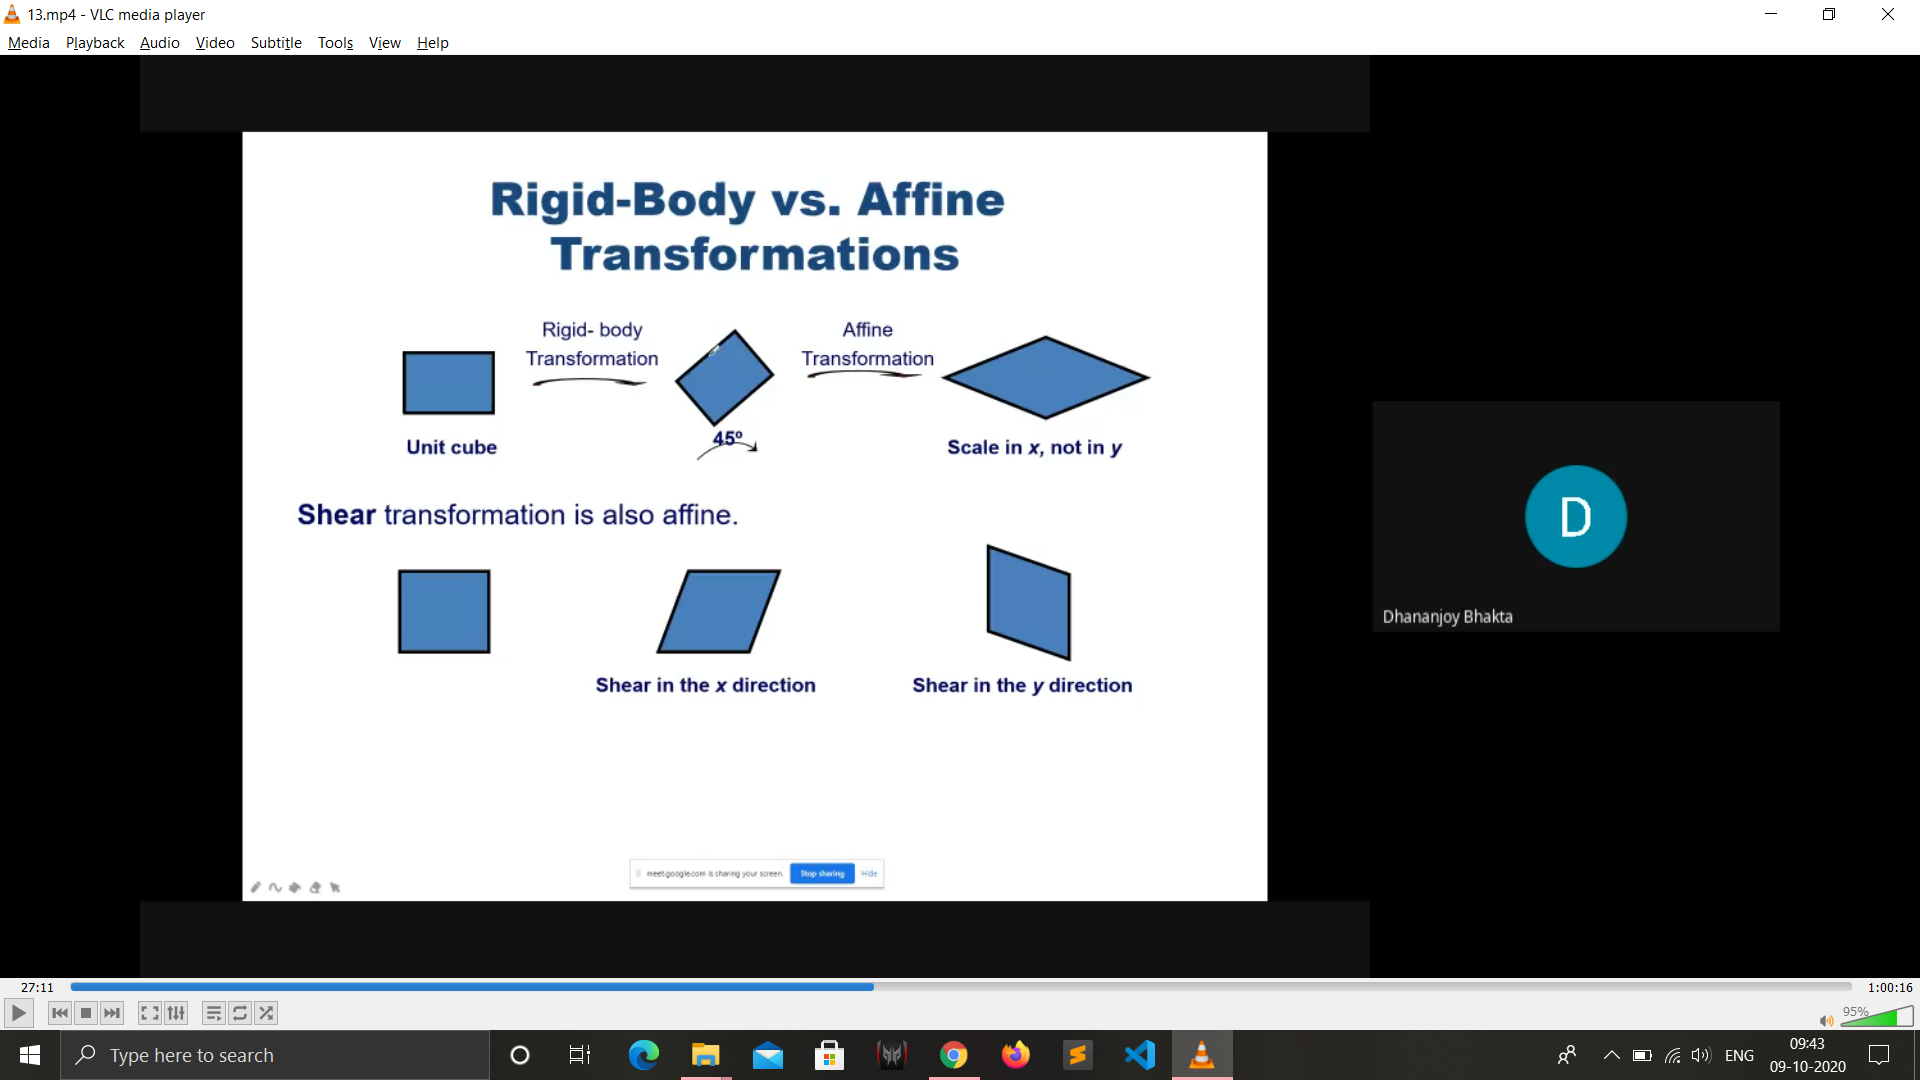 13.mp4 - VLC media player
Media Playback Audio Video Subtitle Tools View Help
Rigid-Body vs. Affine
Transformations
Rigid- body
Transformation
Affine
Transformation
Unit cube
45º
Scale in x, not in y
Shear transformation is also affine.
Shear in the x direction
Shear in the y direction
meet.google.com is sharing your screen. Stop sharing Hide
D
Dhananjoy Bhakta
27:11
1:00:16
95%
Type here to search
ENG
09:43
09-10-2020